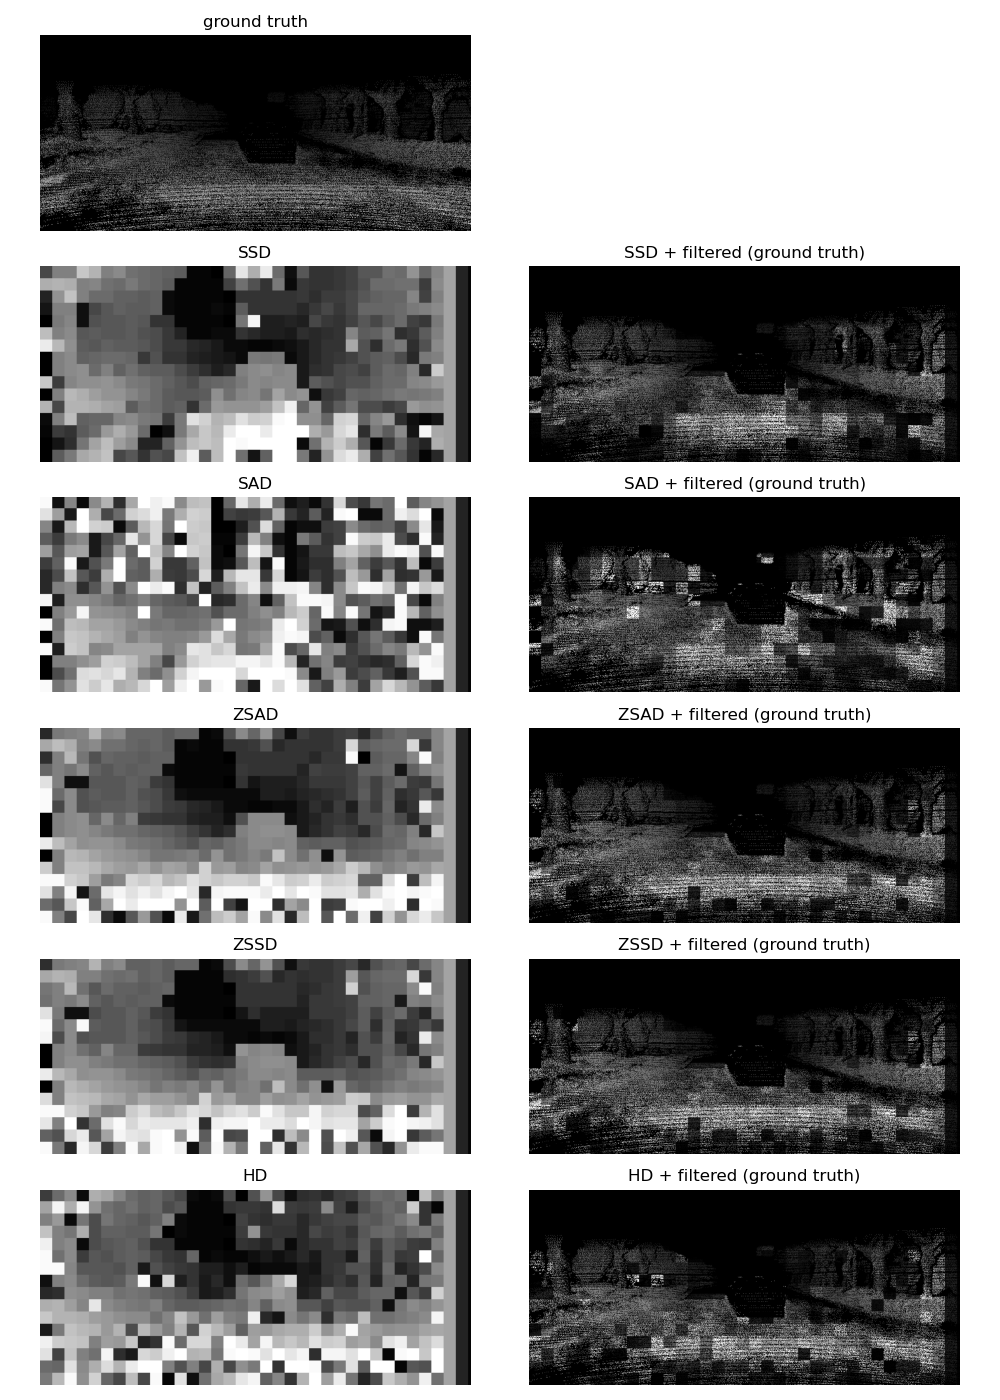 ground truth
SSD
SSD + filtered (ground truth)
SAD
SAD + filtered (ground truth)
ZSAD
ZSAD + filtered (ground truth)
ZSSD
ZSSD + filtered (ground truth)
HD
HD + filtered (ground truth)